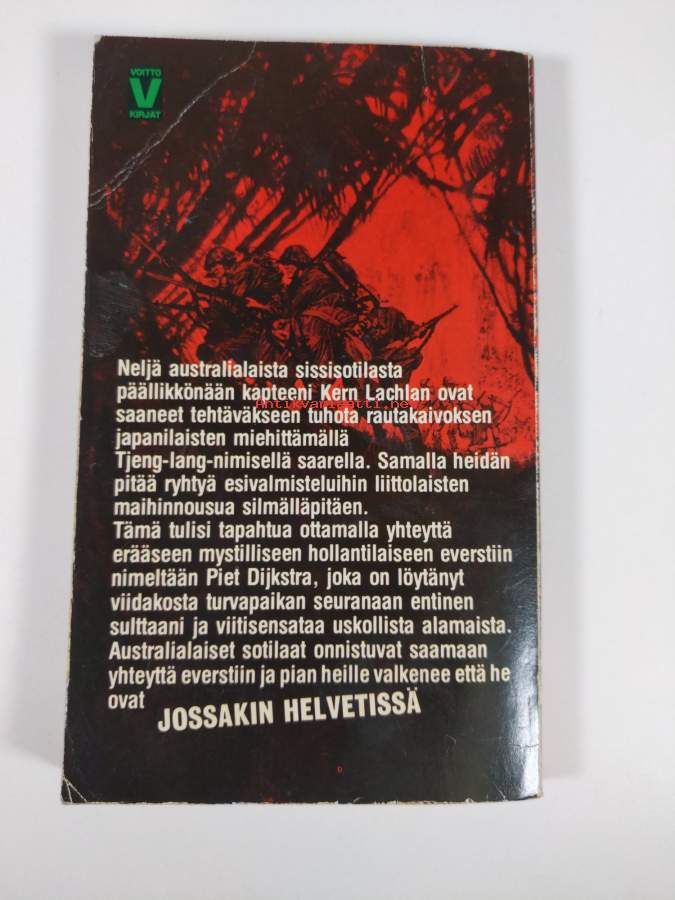 VOITTO
V
KIRJAT
Neljä australialaista sissisotilasta
päällikkönään kapteeni Kern Lachlan ovat
saaneet tehtäväkseen tuhota rautakaivoksen
Antikvariaatti.net
japanilaisten miehittämällä
Tjeng-lang-nimisellä saarella. Samalla heidän
pitää ryhtyä esivalmisteluihin liittolaisten
maihinnousua silmälläpitäen.
Tämä tulisi tapahtua ottamalla yhteyttä
erääseen mystilliseen hollantilaiseen everstiin
nimeltään Piet Dijkstra, joka on löytänyt
viidakosta turvapaikan seuranaan entinen
sulttaani ja viitisensataa uskollista alamaista.
Australialaiset sotilaat onnistuvat saamaan
yhteyttä everstiin ja pian heille valkenee että he
ovat
JOSSAKIN HELVETISSÄ